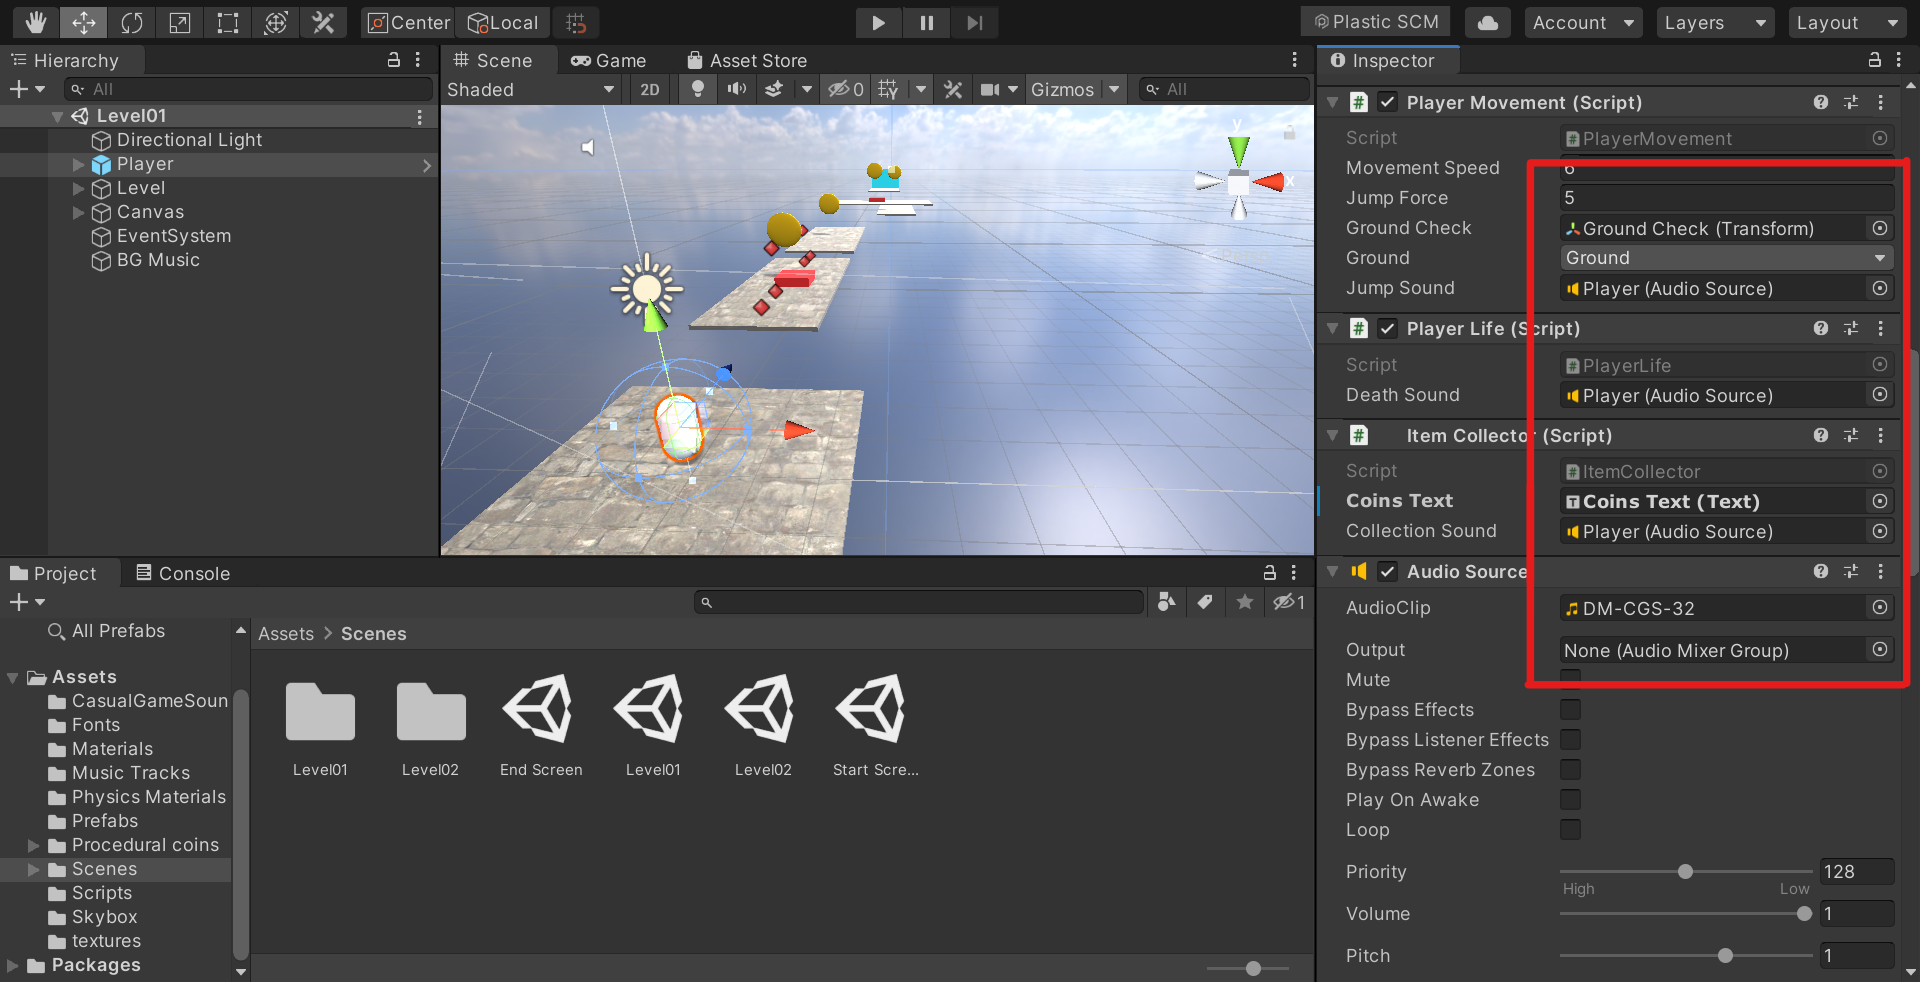 Center
Local
Plastic SCM
Account
Layers
Layout
Hierarchy
All
Level01
Directional Light
Player
Level
Canvas
EventSystem
BG Music
Scene
Game
Asset Store
Shaded
2D
0
Gizmos
All
y
x
Inspector
Player Movement (Script)
Script
PlayerMovement
Movement Speed
6
Jump Force
5
Ground Check
Ground Check (Transform)
Ground
Ground
Jump Sound
Player (Audio Source)
Player Life (Script)
Script
PlayerLife
Death Sound
Player (Audio Source)
Item Collector (Script)
Script
ItemCollector
Coins Text
Coins Text (Text)
Collection Sound
Player (Audio Source)
Audio Source
AudioClip
DM-CGS-32
Output
None (Audio Mixer Group)
Mute
Bypass Effects
Bypass Listener Effects
Bypass Reverb Zones
Play On Awake
Loop
Priority
128
High
Low
Volume
1
Pitch
1
Project
Console
1
All Prefabs
Assets
CasualGameSoun
Fonts
Materials
Music Tracks
Physics Materials
Prefabs
Procedural coins
Scenes
Scripts
Skybox
textures
Packages
Assets > Scenes
Level01
Level02
End Screen
Level01
Level02
Start Scre...